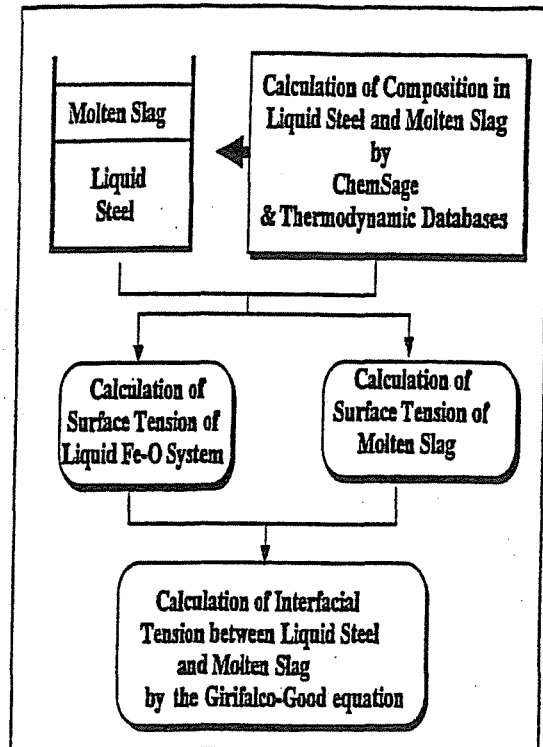 Molten Slag
Liquid
Steel
Calculation of Composition in
Liquid Steel and Molten Slag
by
ChemSage
& Thermodynamic Databases
Calculation of
Surface Tension of
Liquid Fe-O System
Calculation of
Surface Tension of
Molten Slag
Calculation of Interfacial
Tension between Liquid Steel
and Molten Slag
by the Girifalco-Good equation